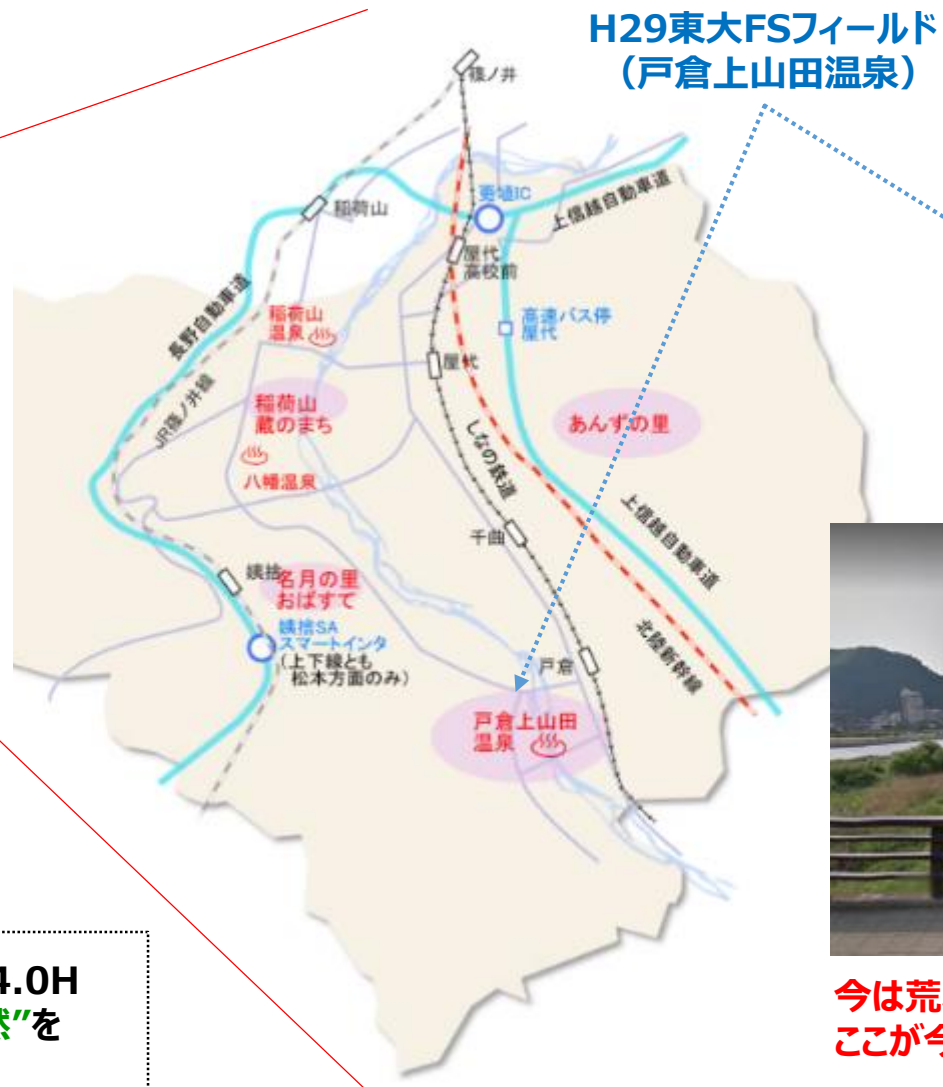 H29東大FSフィールド
（戸倉上山田温泉）
篠ノ井
稲荷山
更埴IC
上信越自動車道
屋代
高校前
長野自動車道
稲荷山
温泉
高速バス停
屋代
屋代
JR篠ノ井線
稲荷山
蔵のまち
あんずの里
しなの鉄道
八幡温泉
千曲
上信越自動車道
姨捨
名月の里
おばすて
姨捨SA
スマートインタ
(上下線とも
松本方面のみ)
北陸新幹線
戸倉
戸倉上山田
温泉
4.0H
”を
今は荒
ここが今